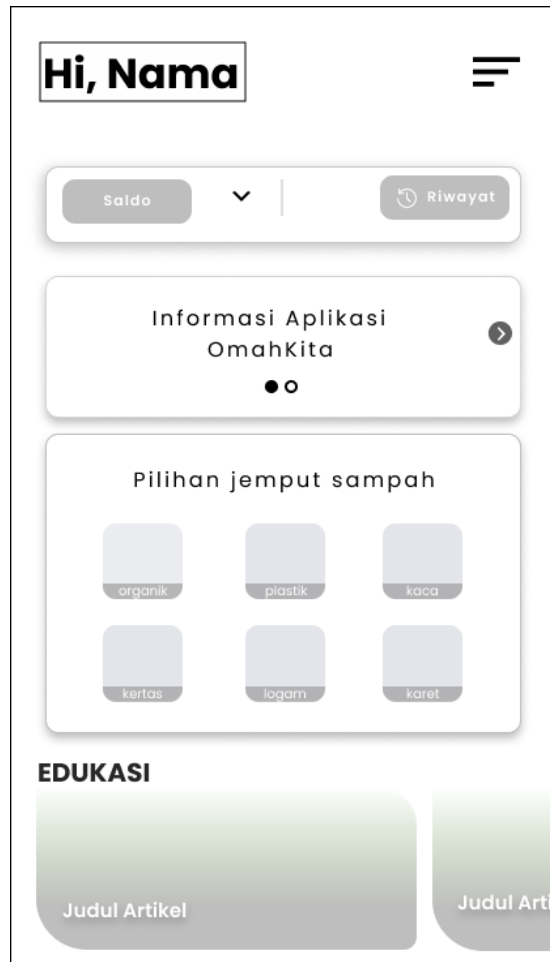 Hi, Nama
Saldo
Riwayat
Informasi Aplikasi
OmahKita
Pilihan jemput sampah
organik
plastik
kaca
kertas
logam
karet
EDUKASI
Judul Artikel
Judul Arti